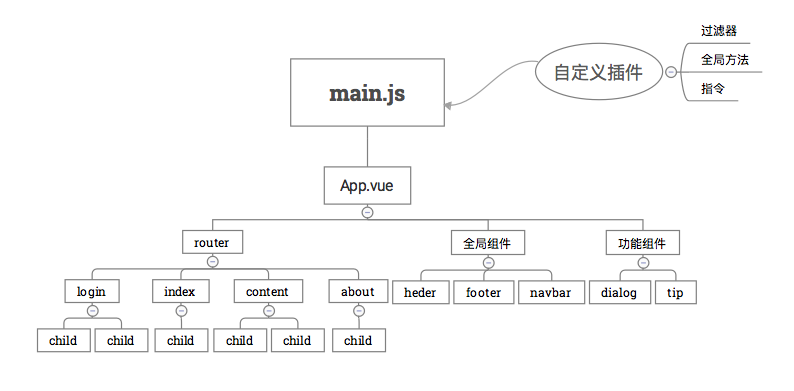 过滤器
全局方法
指令
自定义插件
main.js
App.vue
router
全局组件
功能组件
login
index
content
about
heder
footer
navbar
dialog
tip
child
child
child
child
child
child